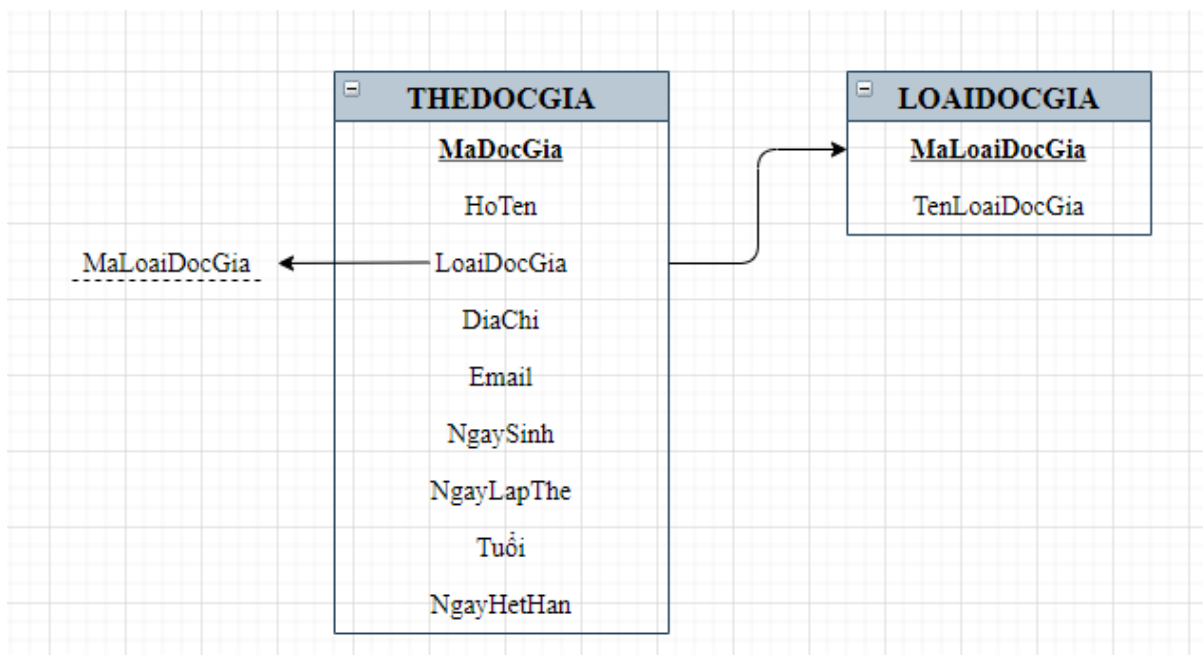 THEDOCGIA
MaDocGia
HoTen
LoaiDocGia
DiaChi
Email
NgaySinh
NgayLapThe
Tuổi
NgayHetHan
MaLoaiDocGia
LOAIDOCGIA
MaLoaiDocGia
TenLoaiDocGia